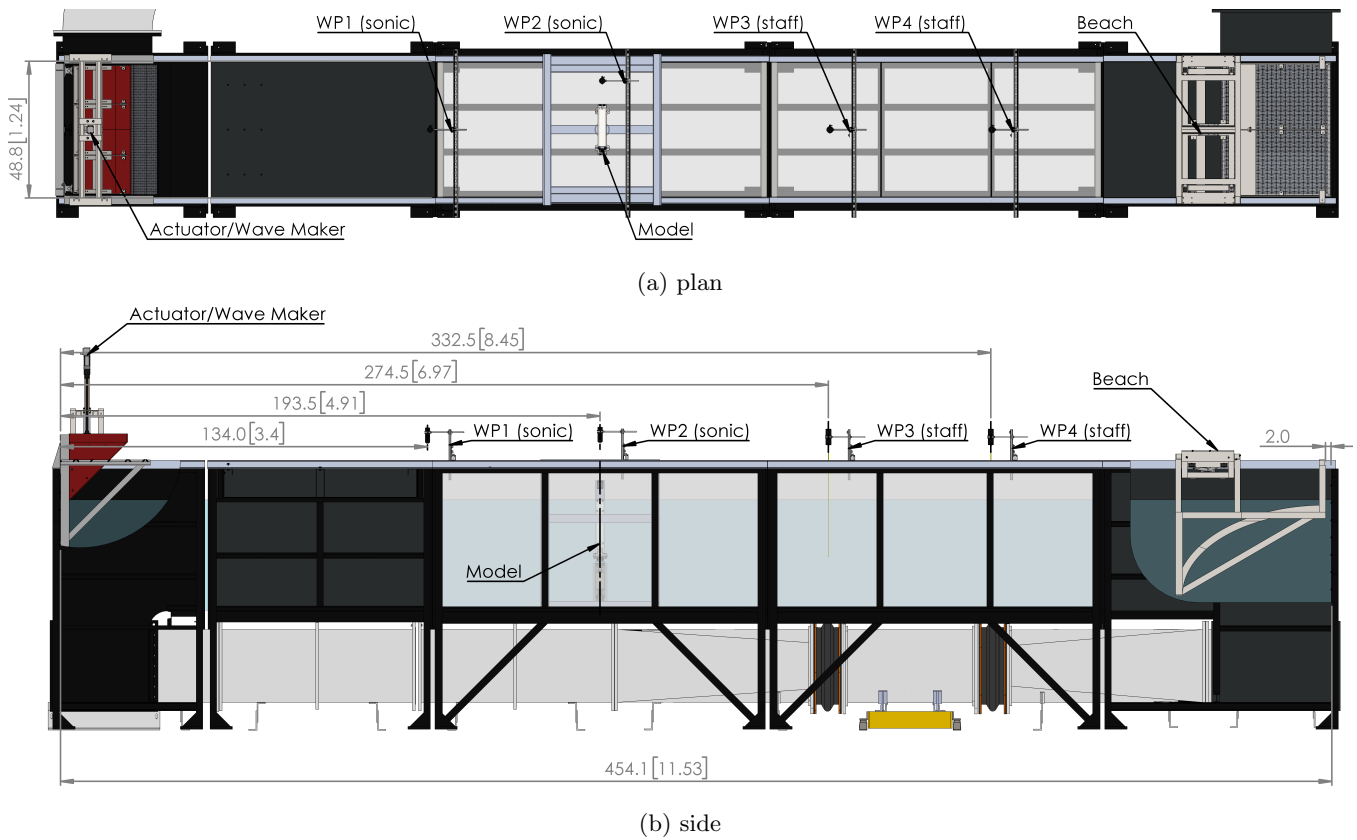 WP1 (sonic)
WP2 (sonic)
WP3 (staff)
WP4 (staff)
Beach
48.8[1.24]
Actuator/Wave Maker
Model
(a) plan
Actuator/Wave Maker
332.5[8.45]
274.5[6.97]
193.5[4.91]
134.0[3.4]
WP1 (sonic)
WP2 (sonic)
WP3 (staff)
WP4 (staff)
Beach
2.0
Model
454.1[11.53]
(b) side